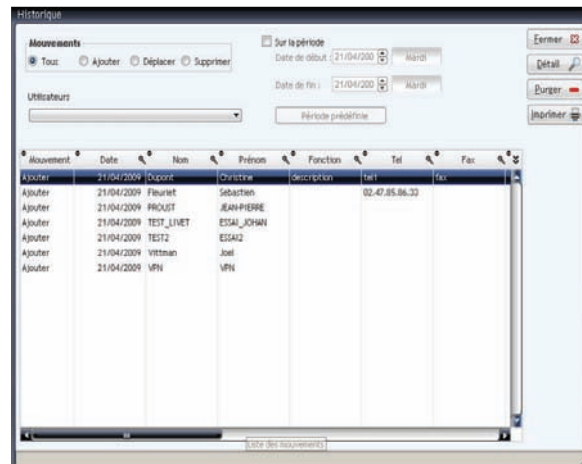 Historique
Mouvements
Tous Ajouter Déplacer Supprimer
Utilisateurs
Sur la période
Date de début : 21/04/200 Mardi
Date de fin : 21/04/200 Mardi
Période prédéfinie
Fermer
Détail
Purger
Imprimer
Mouvement Date Nom Prénom Fonction Tel Fax
Ajouter 21/04/2009 Dupont Christine description tel1 fax
Ajouter 21/04/2009 Fleuriet Sebastien 02.47.85.86.33
Ajouter 21/04/2009 PROUST JEAN-PIERRE
Ajouter 21/04/2009 TEST_LIVET ESSAI_JOHAN
Ajouter 21/04/2009 TEST2 ESSAI2
Ajouter 21/04/2009 Vittman Joel
Ajouter 21/04/2009 VPN VPN
Liste des mouvements